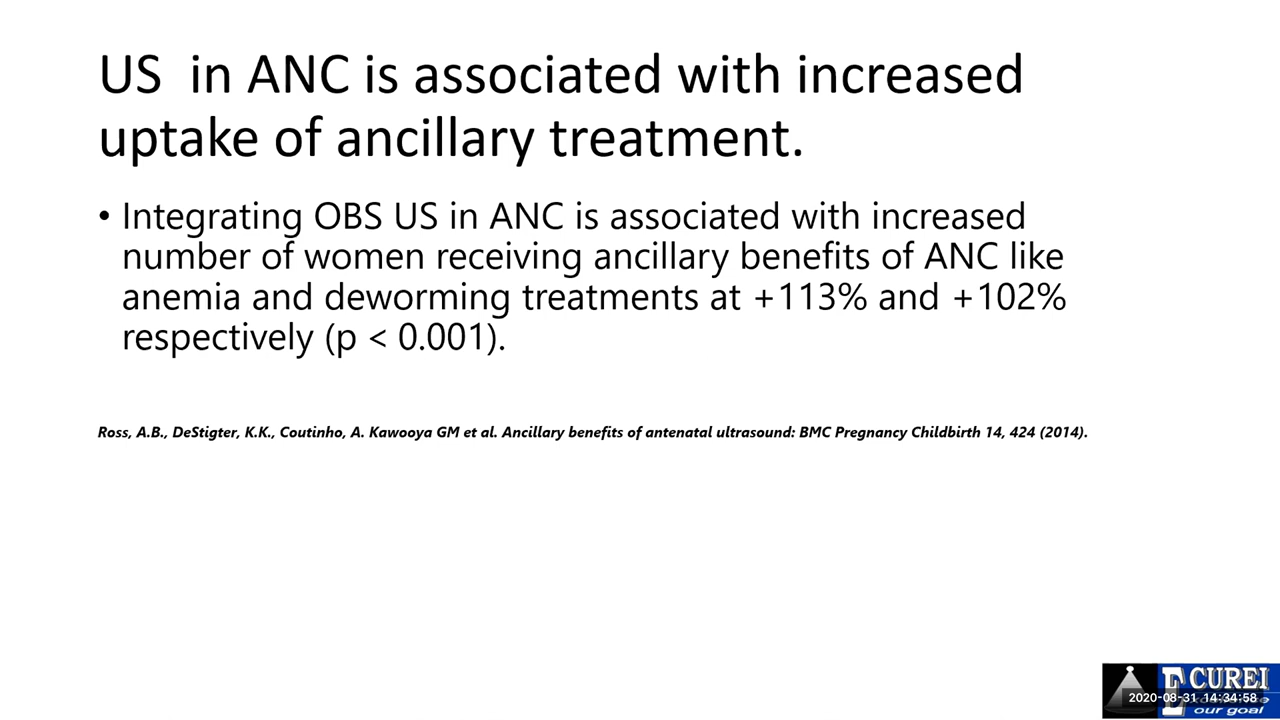 US in ANC is associated with increased
uptake of ancillary treatment.
• Integrating OBS US in ANC is associated with increased
number of women receiving ancillary benefits of ANC like
anemia and deworming treatments at +113% and +102%
respectively (p < 0.001).
Ross, A.B., DeStigter, K.K., Coutinho, A. Kawooya GM et al. Ancillary benefits of antenatal ultrasound: BMC Pregnancy Childbirth 14, 424 (2014).
ECUREI
2020-08-31 14:34:58
our goal